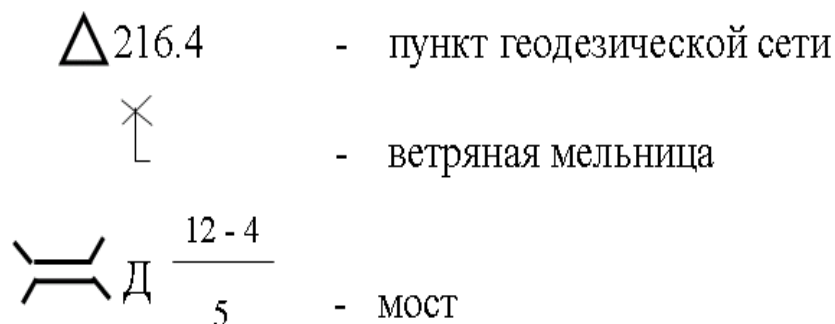 216.4 - пункт геодезической сети
- ветряная мельница
12 - 4
Д
5 - мост